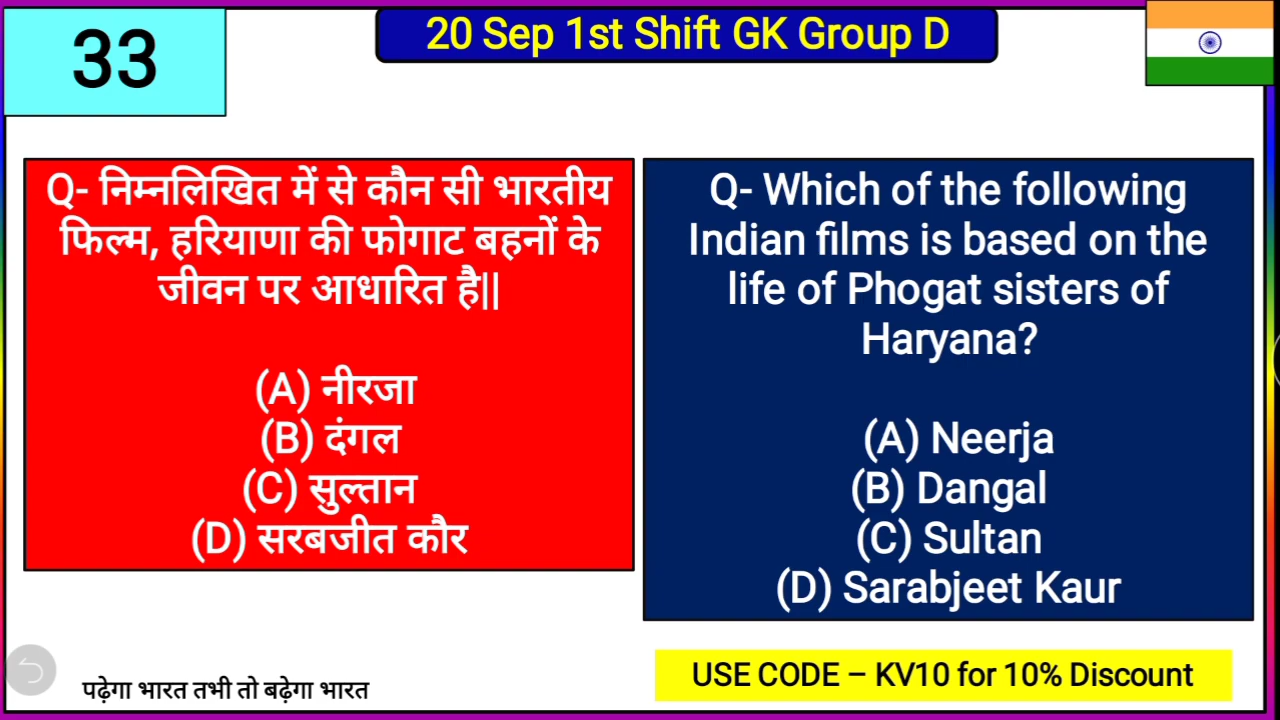 33
20 Sep 1st Shift GK Group D
Q- निम्नलिखित में से कौन सी भारतीय
फिल्म, हरियाणा की फोगाट बहनों के
जीवन पर आधारित है||
(A) नीरजा
(B) दंगल
(C) सुल्तान
(D) सरबजीत कौर
Q- Which of the following
Indian films is based on the
life of Phogat sisters of
Haryana?
(A) Neerja
(B) Dangal
(C) Sultan
(D) Sarabjeet Kaur
पढ़ेगा भारत तभी तो बढ़ेगा भारत
USE CODE – KV10 for 10% Discount